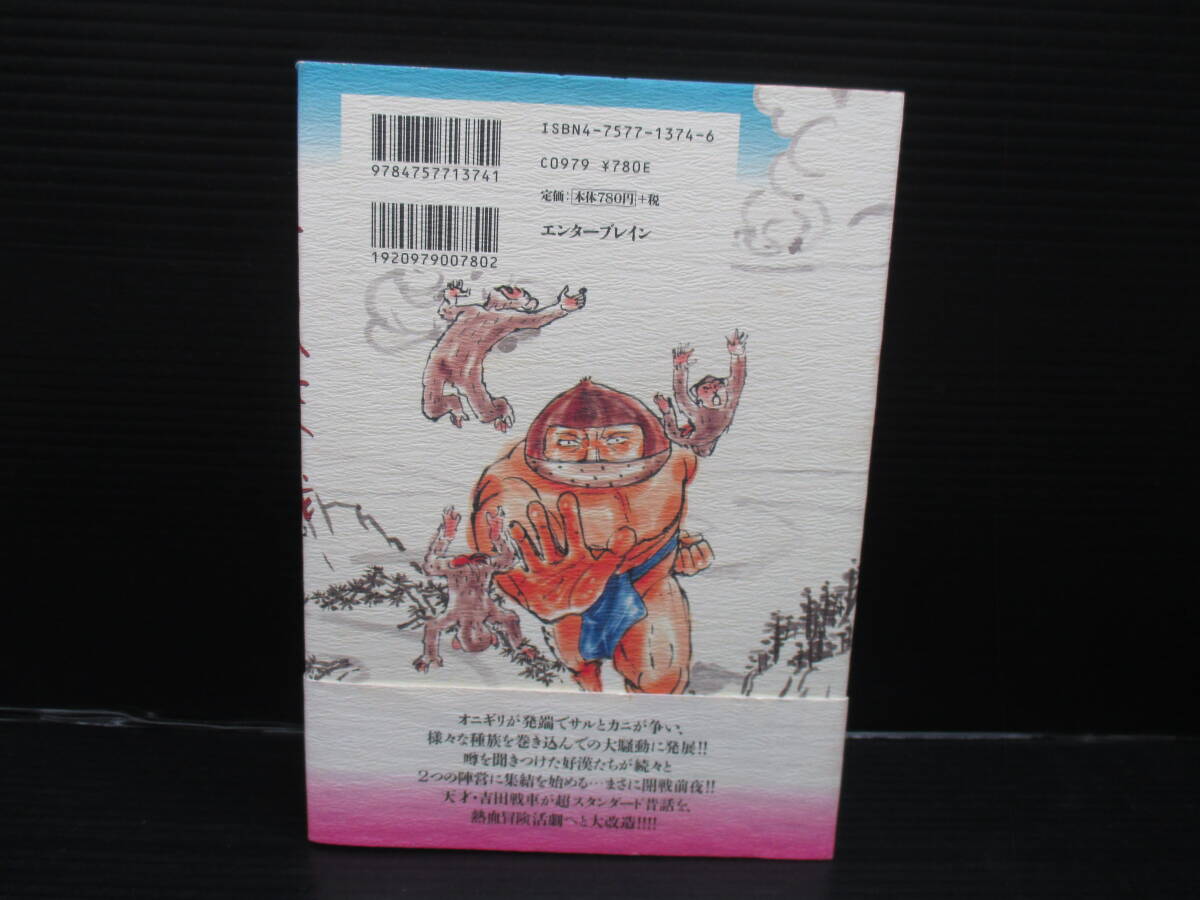 ISBN4-7577-1374-6
9784757713741
C0979 ¥780E
定価:本体780円+税
1920979007802
エンターブレイン
オニギリが発端でサルとカニが争い、
様々な種族を巻き込んでの大騒動に発展!!
噂を聞きつけた好漢たちが続々と
2つの陣営に集結を始める…まさに開戦前夜!!
天才・吉田戦車が超スタンダード昔話を、
熱血冒険活劇へと大改造!!!!